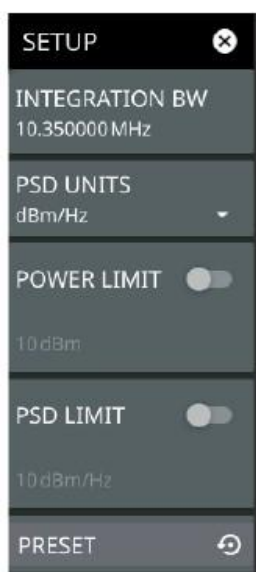 SETUP
INTEGRATION BW
10.350000 MHz
PSD UNITS
dBm/Hz
POWER LIMIT
10 dBm
PSD LIMIT
10 dBm/Hz
PRESET